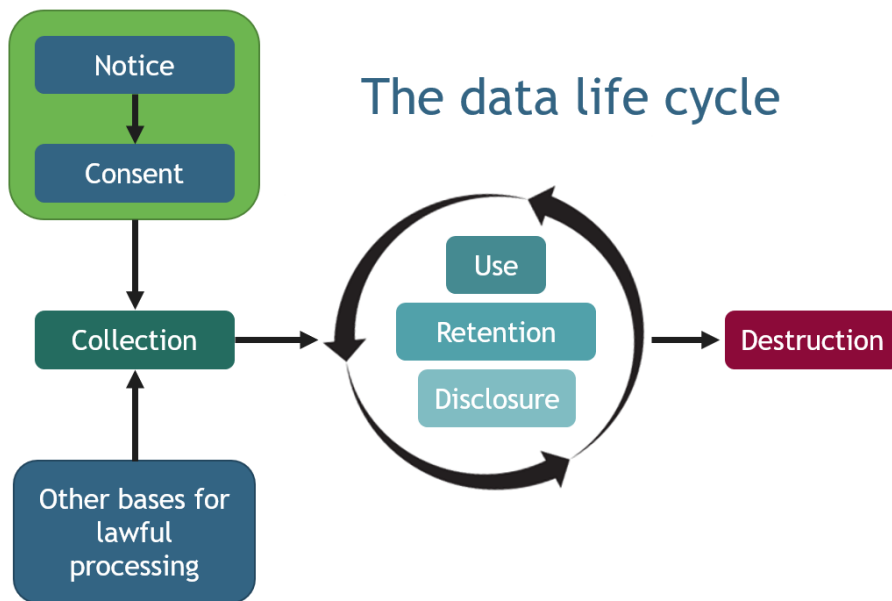 Notice
The data life cycle
Consent
Use
Collection
Retention
Destruction
Disclosure
Other bases for
lawful
processing